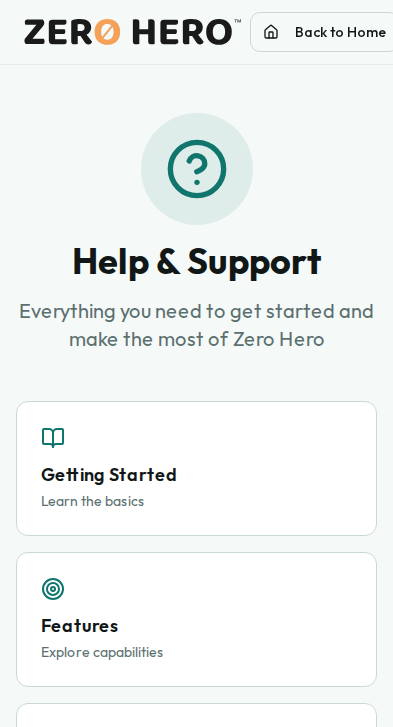 ZERO HERO™
Back to Home
Help & Support
Everything you need to get started and
make the most of Zero Hero
Getting Started
Learn the basics
Features
Explore capabilities